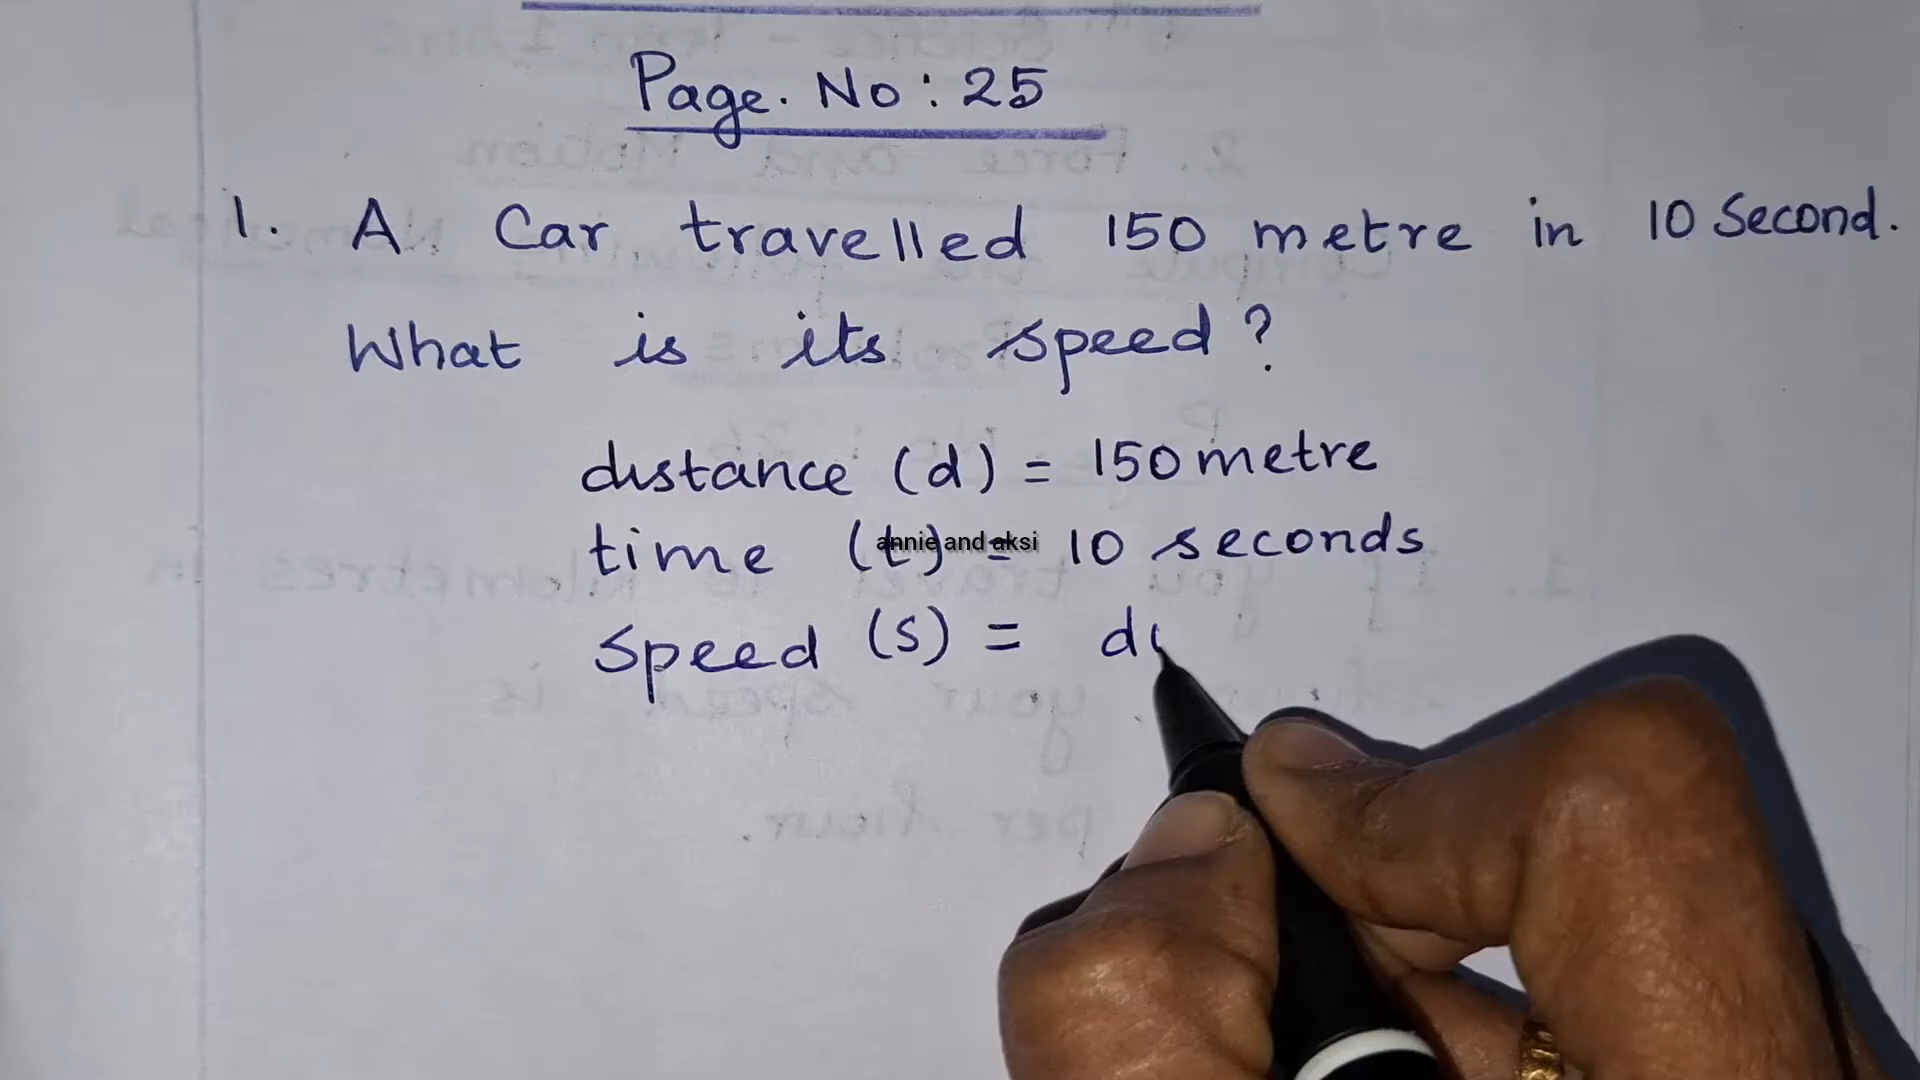 Page. No: 25
1. A Car travelled 150 metre in 10 Second.
What is its speed?
distance (d) = 150 metre
time (t) = 10 seconds
annie and aksi
speed (s) = di